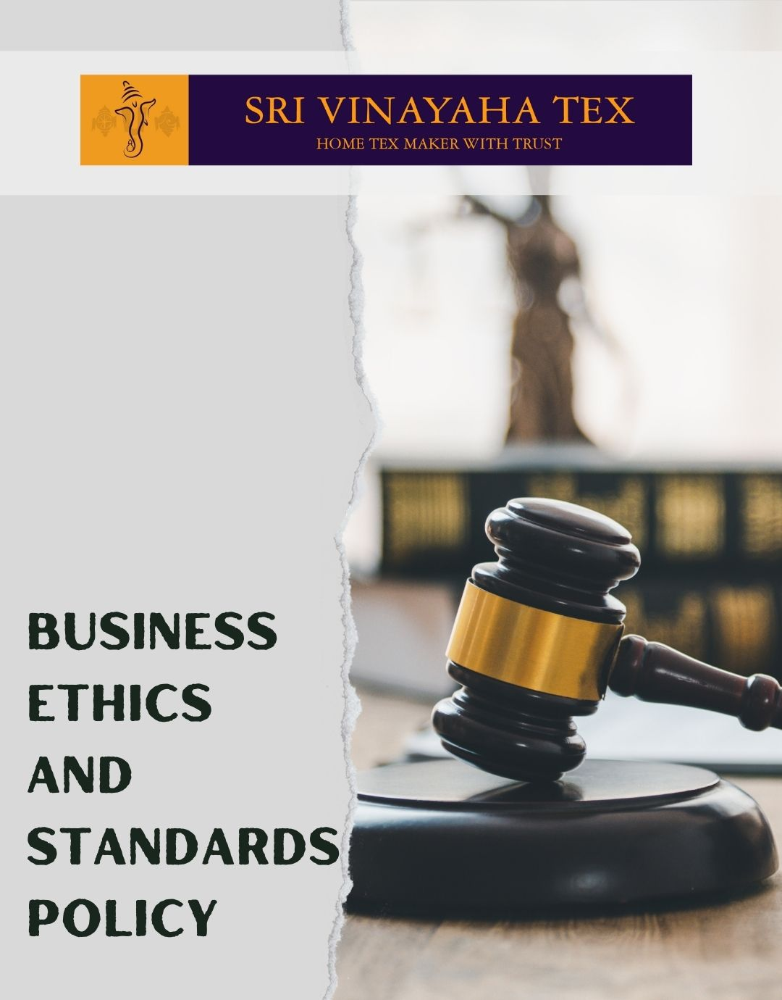 SRI VINAYAHA TEX
HOME TEX MAKER WITH TRUST
BUSINESS
ETHICS
AND
STANDARDS
POLICY